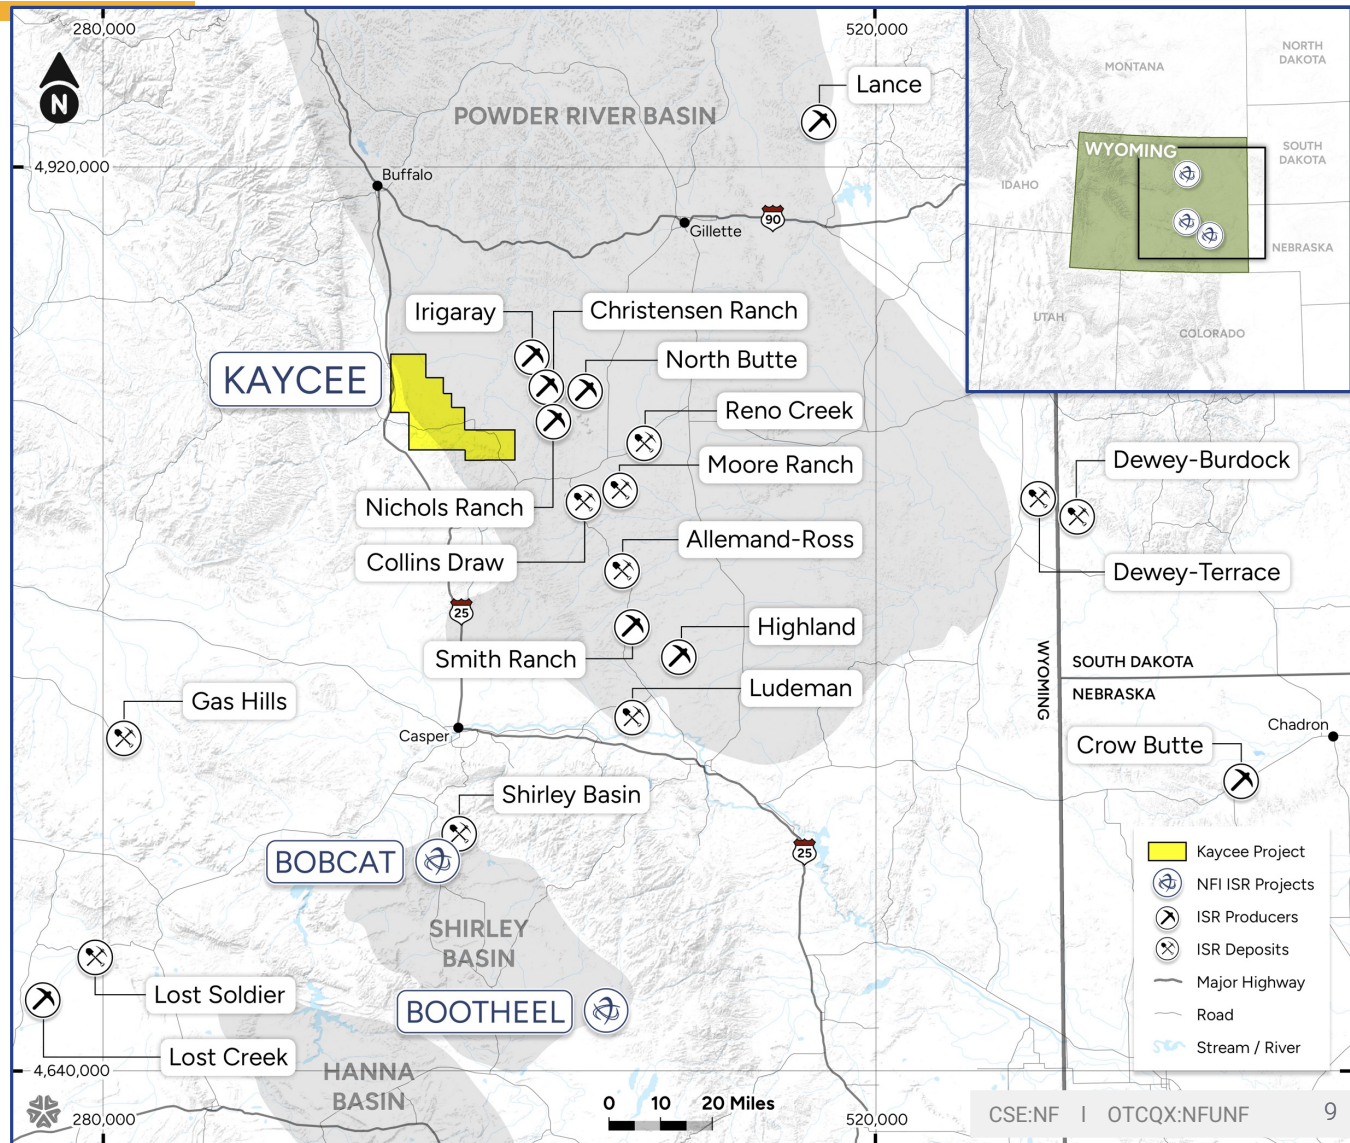 280,000
520,000
N
Lance
POWDER RIVER BASIN
4,920,000
Buffalo
Gillette
90
MONTANA
NORTH
DAKOTA
WYOMING
SOUTH
DAKOTA
IDAHO
NEBRASKA
UTAH
COLORADO
Irigaray
Christensen Ranch
KAYCEE
North Butte
Reno Creek
Moore Ranch
Nichols Ranch
Collins Draw
Allemand-Ross
Dewey-Burdock
Dewey-Terrace
25
Highland
Smith Ranch
Ludeman
WYOMING
SOUTH DAKOTA
NEBRASKA
Gas Hills
Casper
Chadron
Crow Butte
Shirley Basin
BOBCAT
25
SHIRLEY
BASIN
BOOTHEEL
Lost Soldier
Lost Creek
HANNA
BASIN
4,640,000
280,000
520,000
0 10 20 Miles
Kaycee Project
NFI ISR Projects
ISR Producers
ISR Deposits
Major Highway
Road
Stream / River
CSE:NF I OTCQX:NFUNF 9